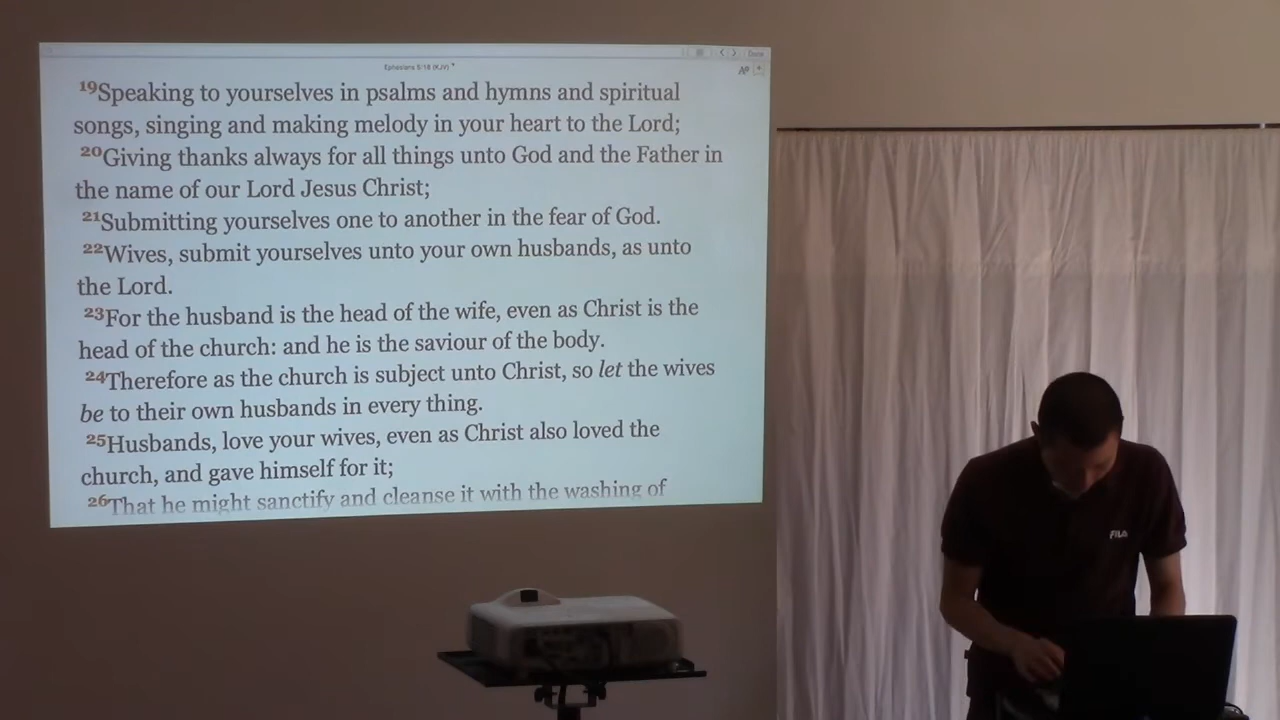 Done
Ephesians 5:18 (KJV)
19Speaking to yourselves in psalms and hymns and spiritual
songs, singing and making melody in your heart to the Lord;
20Giving thanks always for all things unto God and the Father in
the name of our Lord Jesus Christ;
21Submitting yourselves one to another in the fear of God.
22Wives, submit yourselves unto your own husbands, as unto
the Lord.
23For the husband is the head of the wife, even as Christ is the
head of the church: and he is the saviour of the body.
24Therefore as the church is subject unto Christ, so let the wives
be to their own husbands in every thing.
25Husbands, love your wives, even as Christ also loved the
church, and gave himself for it;
26That he might sanctify and cleanse it with the washing of
FILA